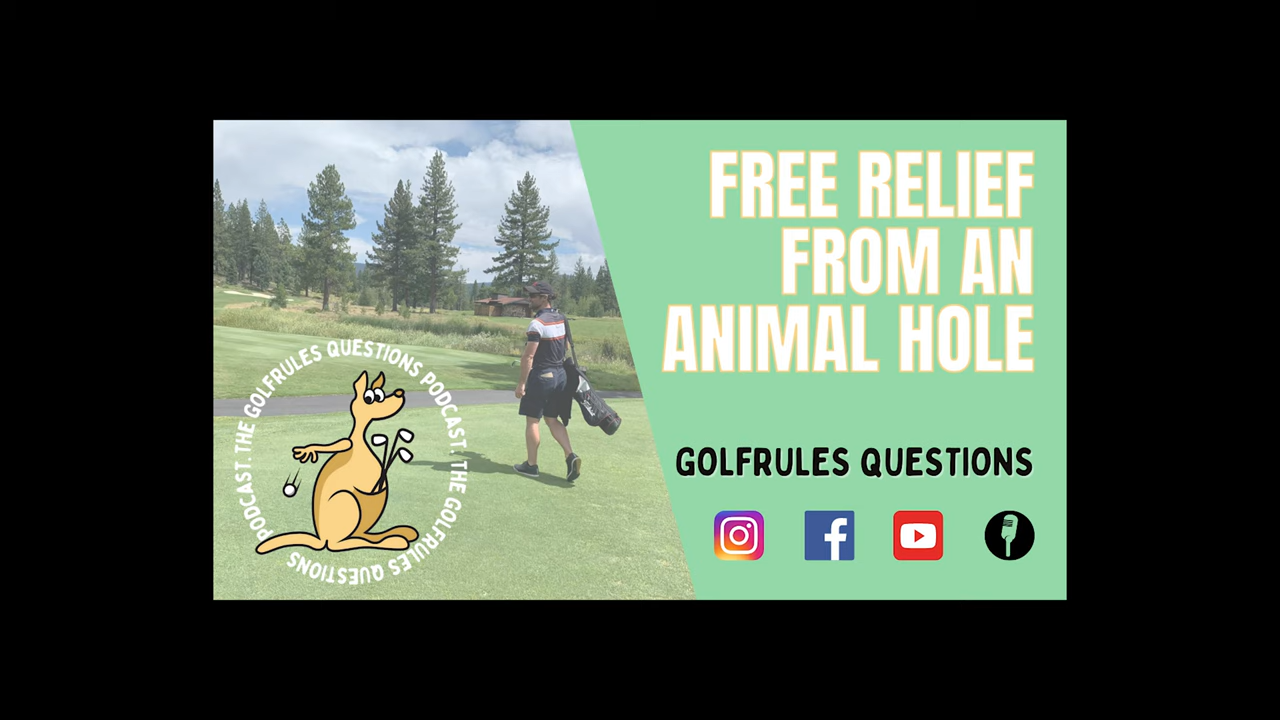 FREE RELIEF
FROM AN
ANIMAL HOLE
GOLFRULES QUESTIONS
THE GOLFRULES QUESTIONS PODCAST. THE GOLFRULES QUESTIONS PODCAST.